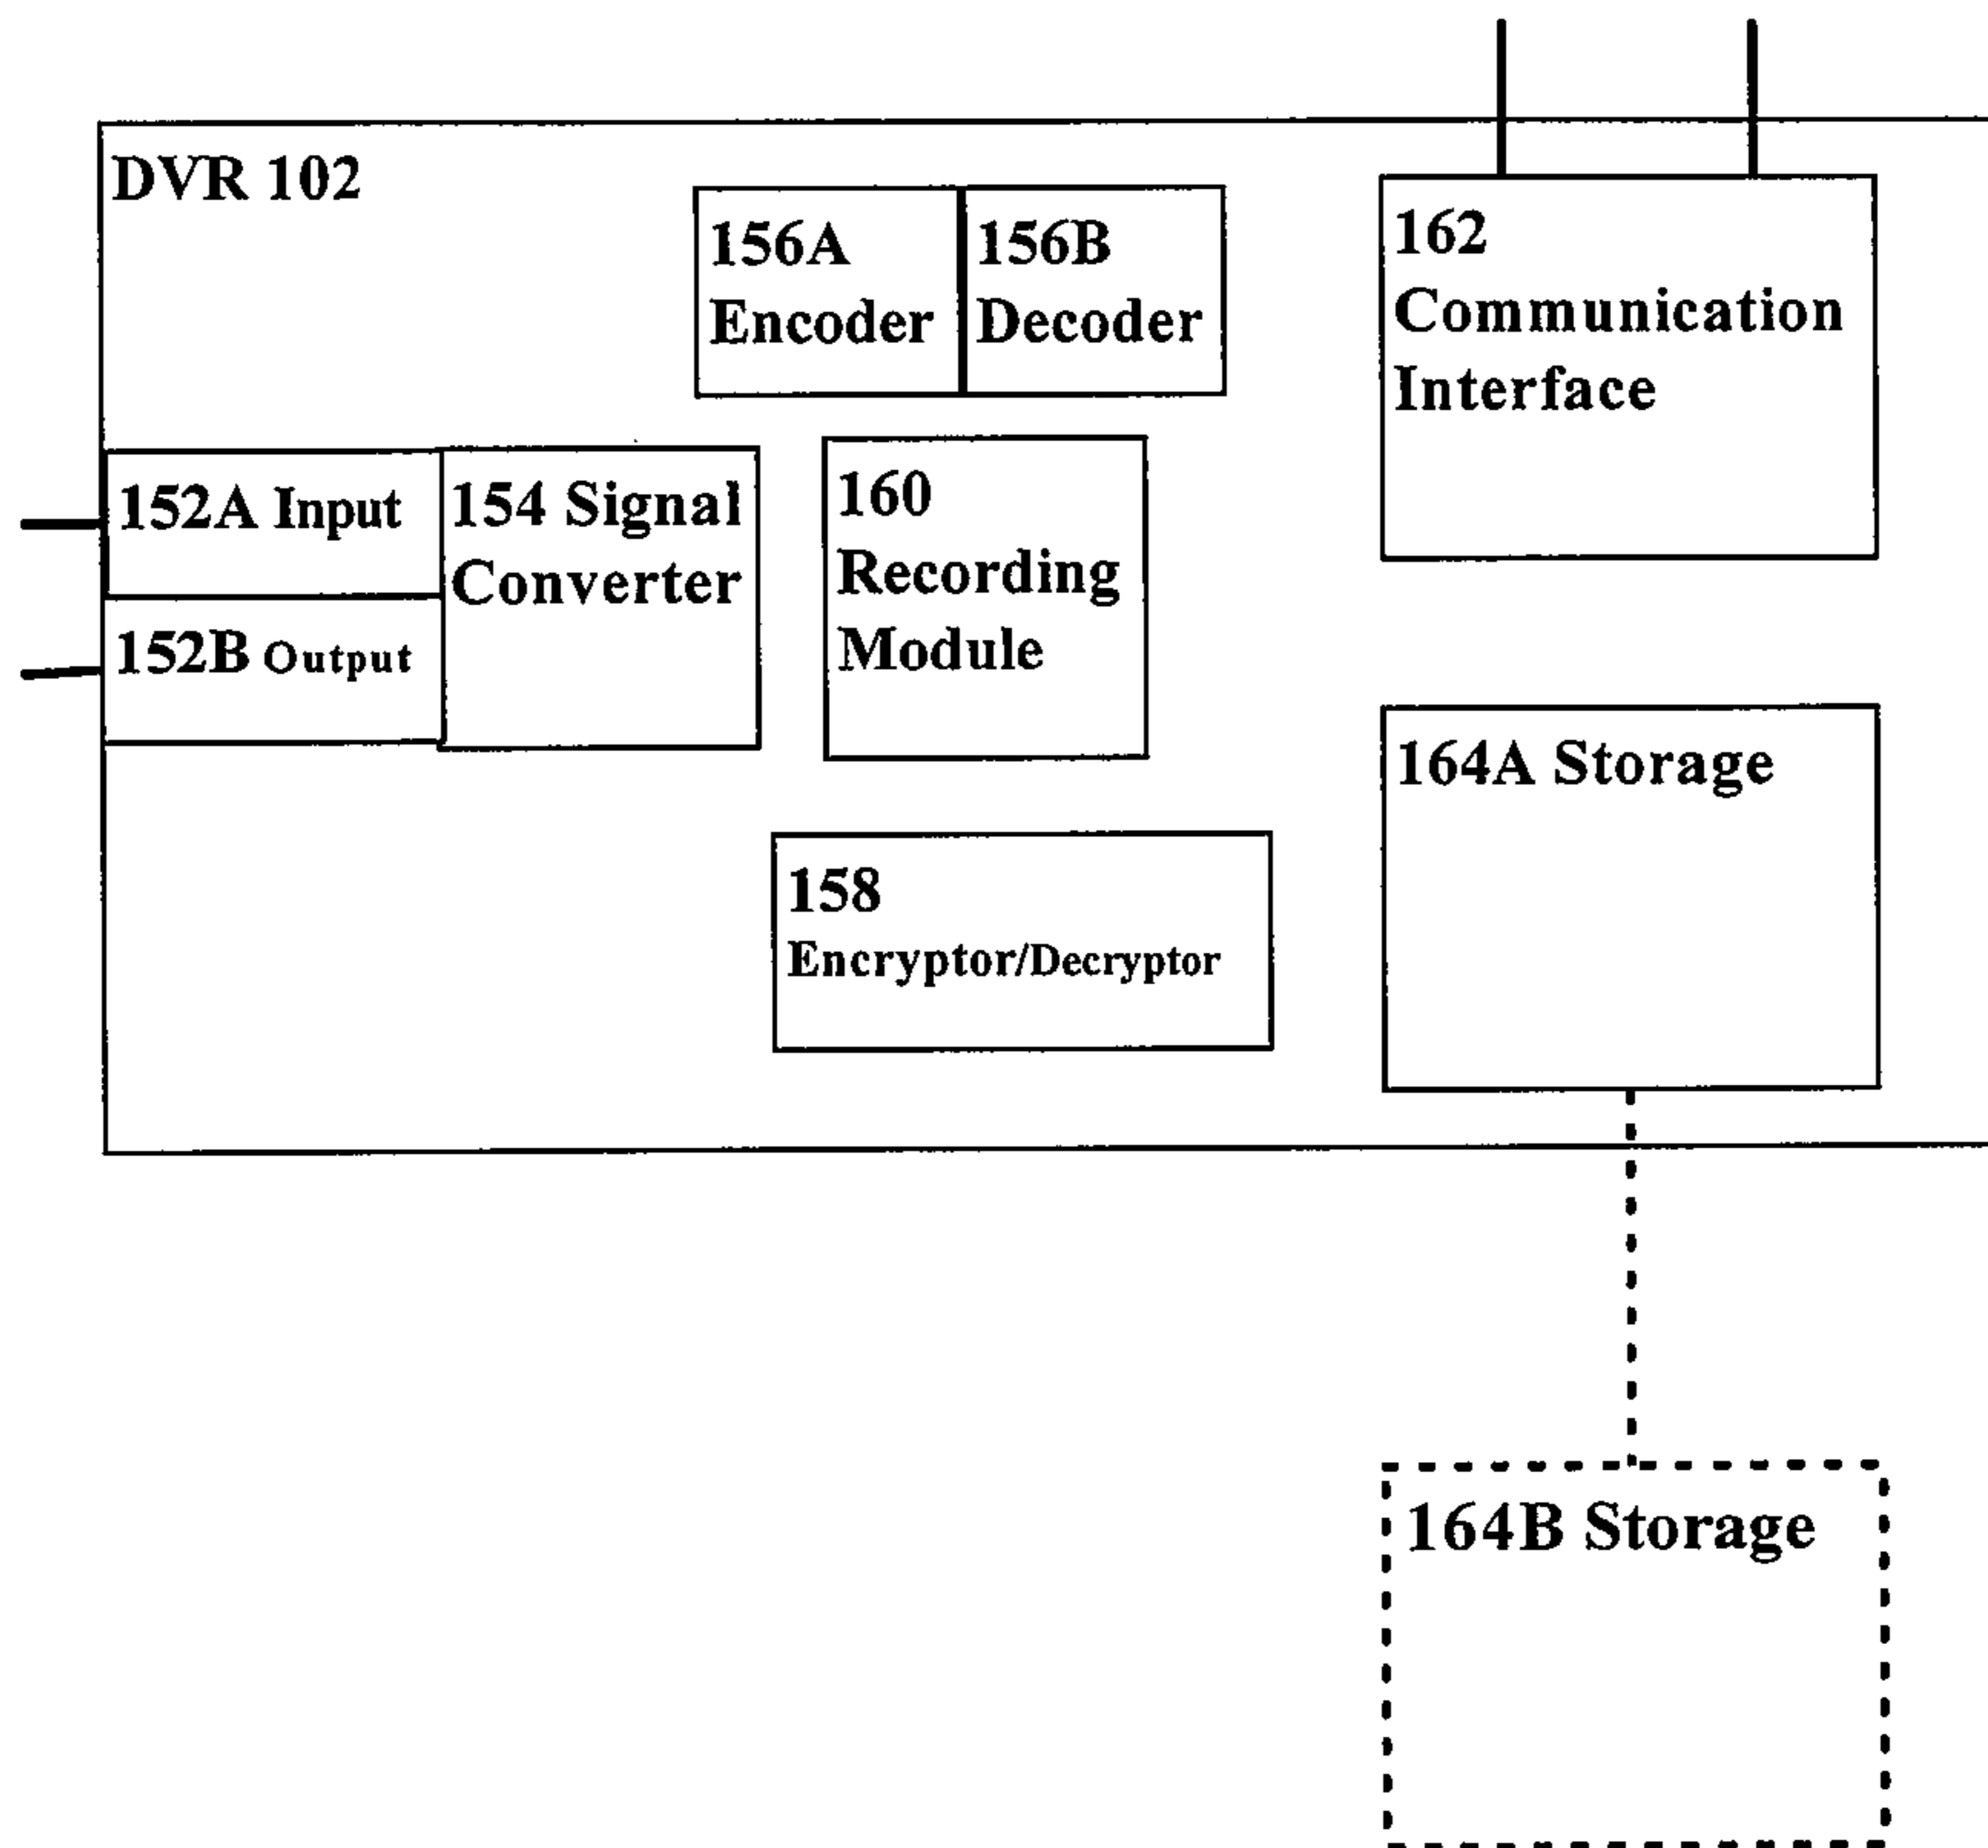 DVR 102
156A
Encoder
156B
Decoder
162
Communication
Interface
152A Input
154 Signal
Converter
160
Recording
Module
152B Output
164A Storage
158
Encryptor/Decryptor
164B Storage